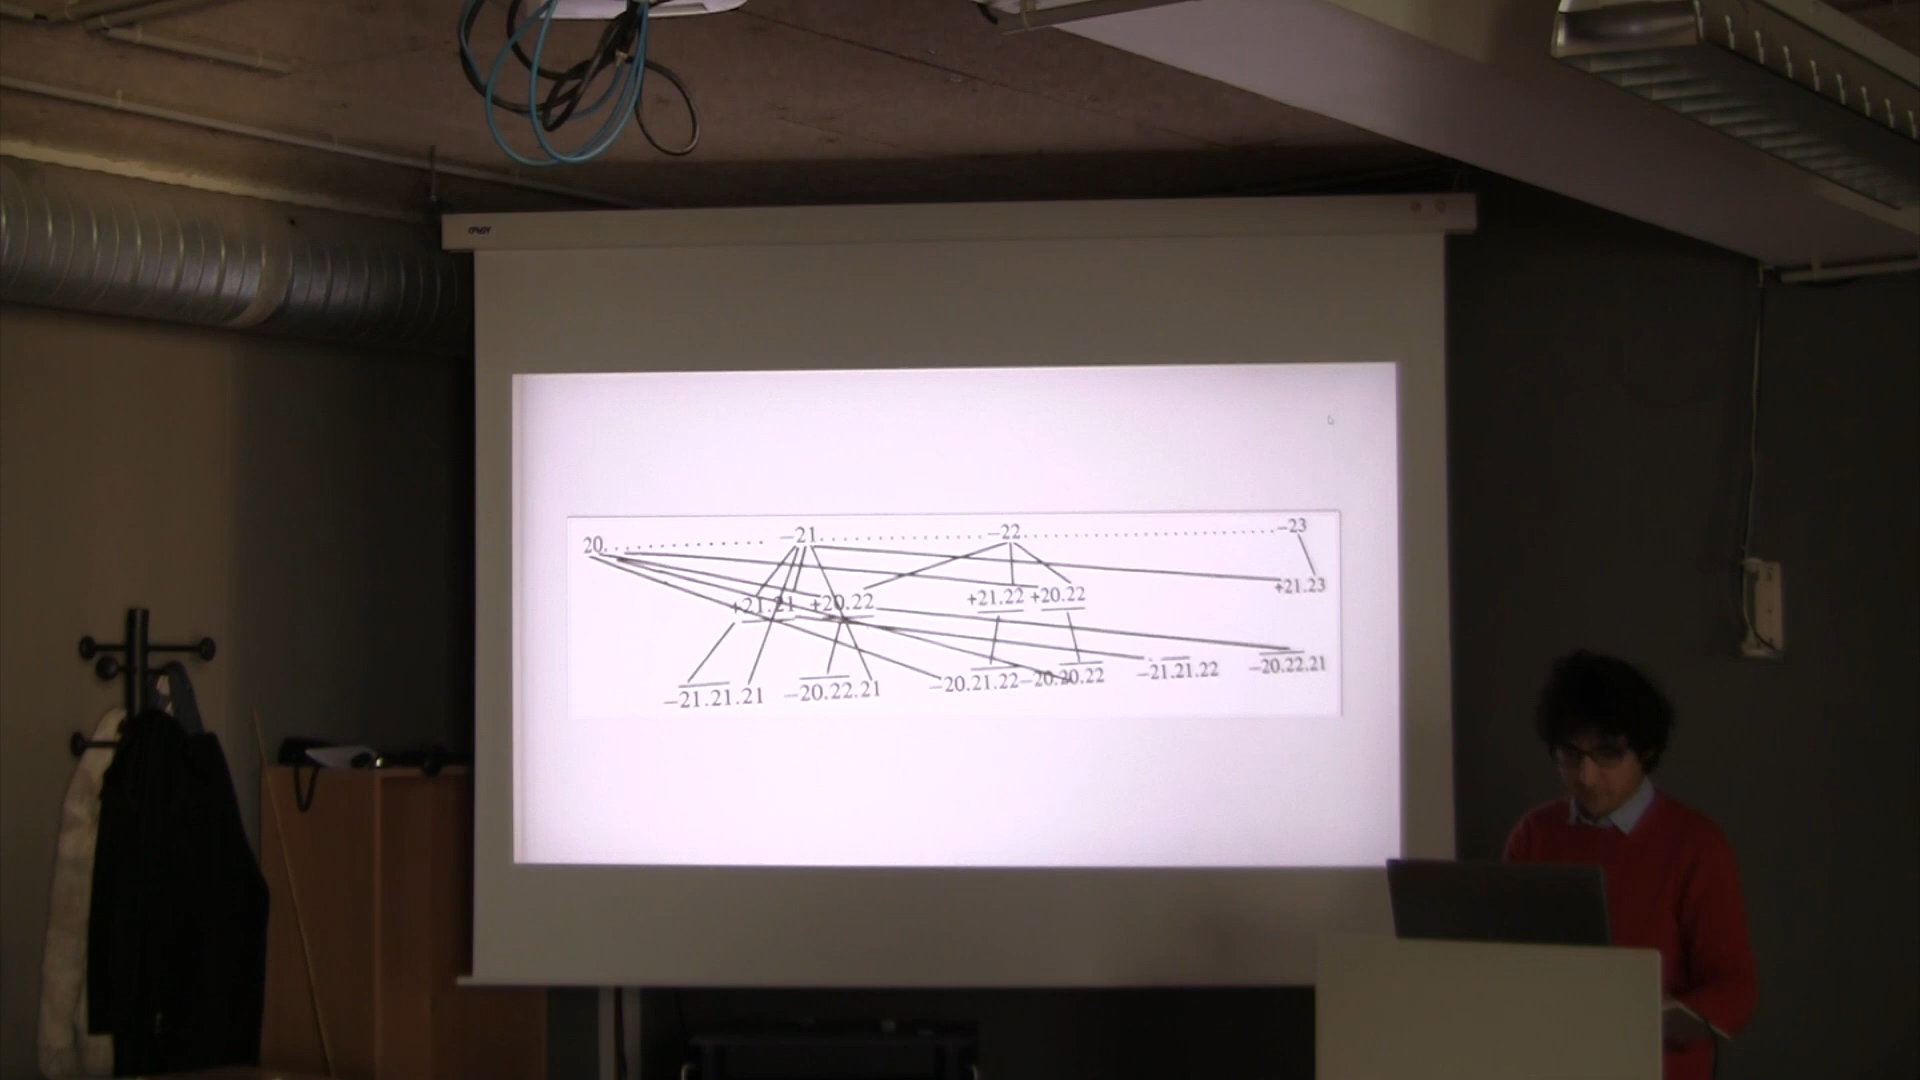 20. . . . . . . . . . . . . −21. . . . . . . . . . . . . −22. . . . . . . . . . . . . . . . . . . −23
+21.21 +20.22 +21.22 +20.22 +21.23
−21.21.21 −20.22.21 −20.21.22 −20.20.22 −21.21.22 −20.22.21